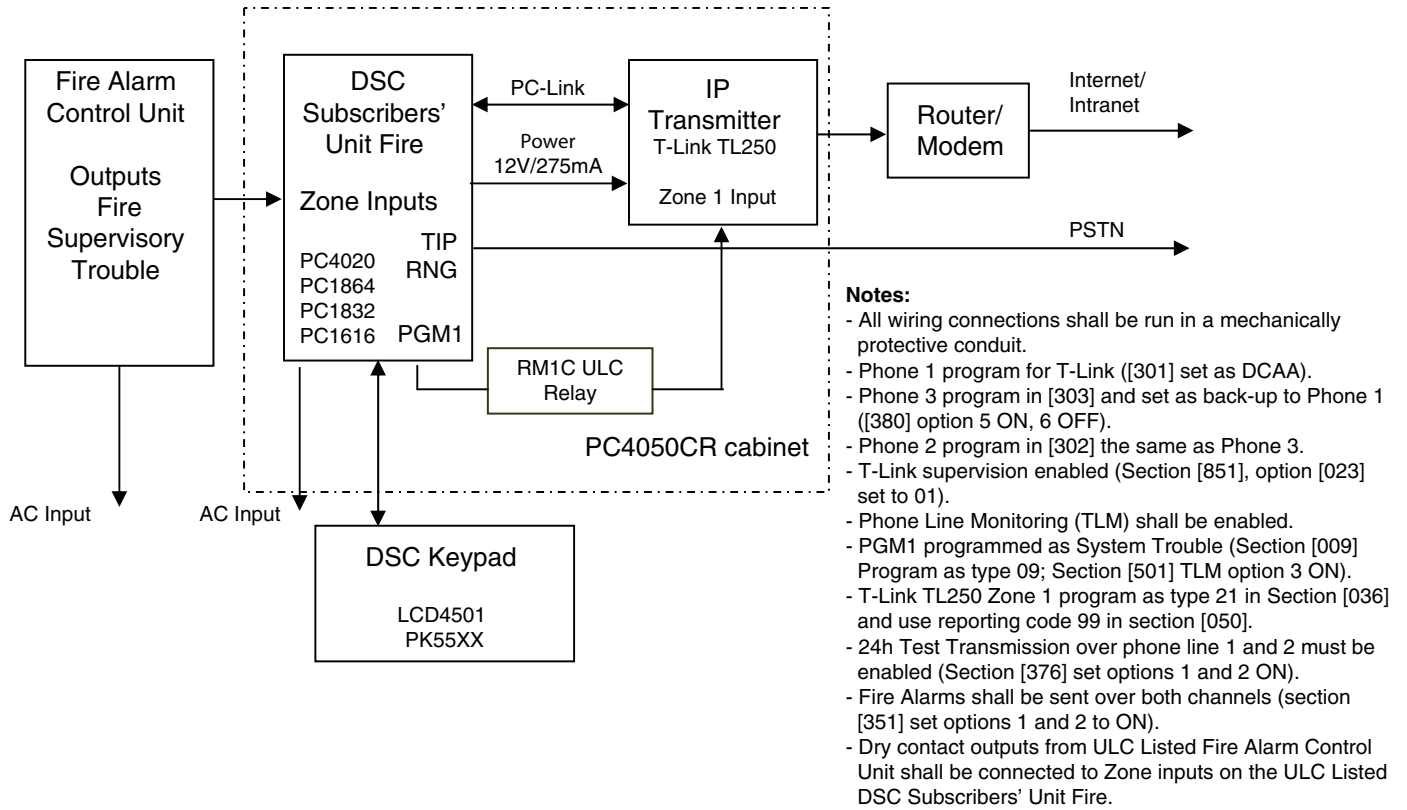 Fire Alarm
Control Unit
Outputs
Fire
Supervisory
Trouble
AC Input
DSC
Subscribers'
Unit Fire
Zone Inputs
TIP
RNG
PC4020
PC1864
PC1832
PC1616
PGM1
AC Input
PC-Link
Power
12V/275mA
IP
Transmitter
T-Link TL250
Zone 1 Input
RM1C ULC
Relay
PC4050CR cabinet
DSC Keypad
LCD4501
PK55XX
Router/
Modem
Internet/
Intranet
PSTN
Notes:
- All wiring connections shall be run in a mechanically
protective conduit.
- Phone 1 program for T-Link ([301] set as DCAA).
- Phone 3 program in [303] and set as back-up to Phone 1
([380] option 5 ON, 6 OFF).
- Phone 2 program in [302] the same as Phone 3.
- T-Link supervision enabled (Section [851], option [023]
set to 01).
- Phone Line Monitoring (TLM) shall be enabled.
- PGM1 programmed as System Trouble (Section [009]
Program as type 09; Section [501] TLM option 3 ON).
- T-Link TL250 Zone 1 program as type 21 in Section [036]
and use reporting code 99 in section [050].
- 24h Test Transmission over phone line 1 and 2 must be
enabled (Section [376] set options 1 and 2 ON).
- Fire Alarms shall be sent over both channels (section
[351] set options 1 and 2 to ON).
- Dry contact outputs from ULC Listed Fire Alarm Control
Unit shall be connected to Zone inputs on the ULC Listed
DSC Subscribers' Unit Fire.